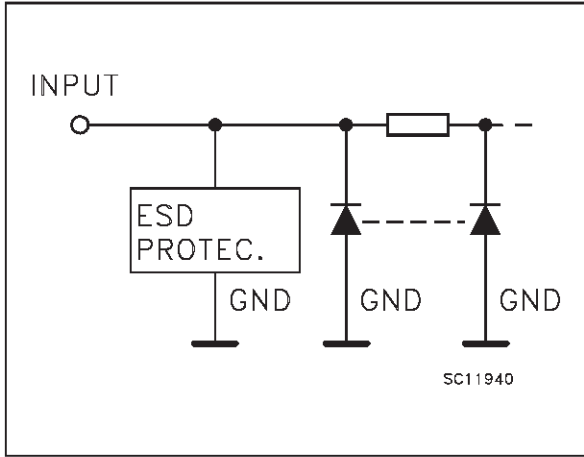 INPUT
ESD
PROTEC.
GND
GND
GND
SC11940